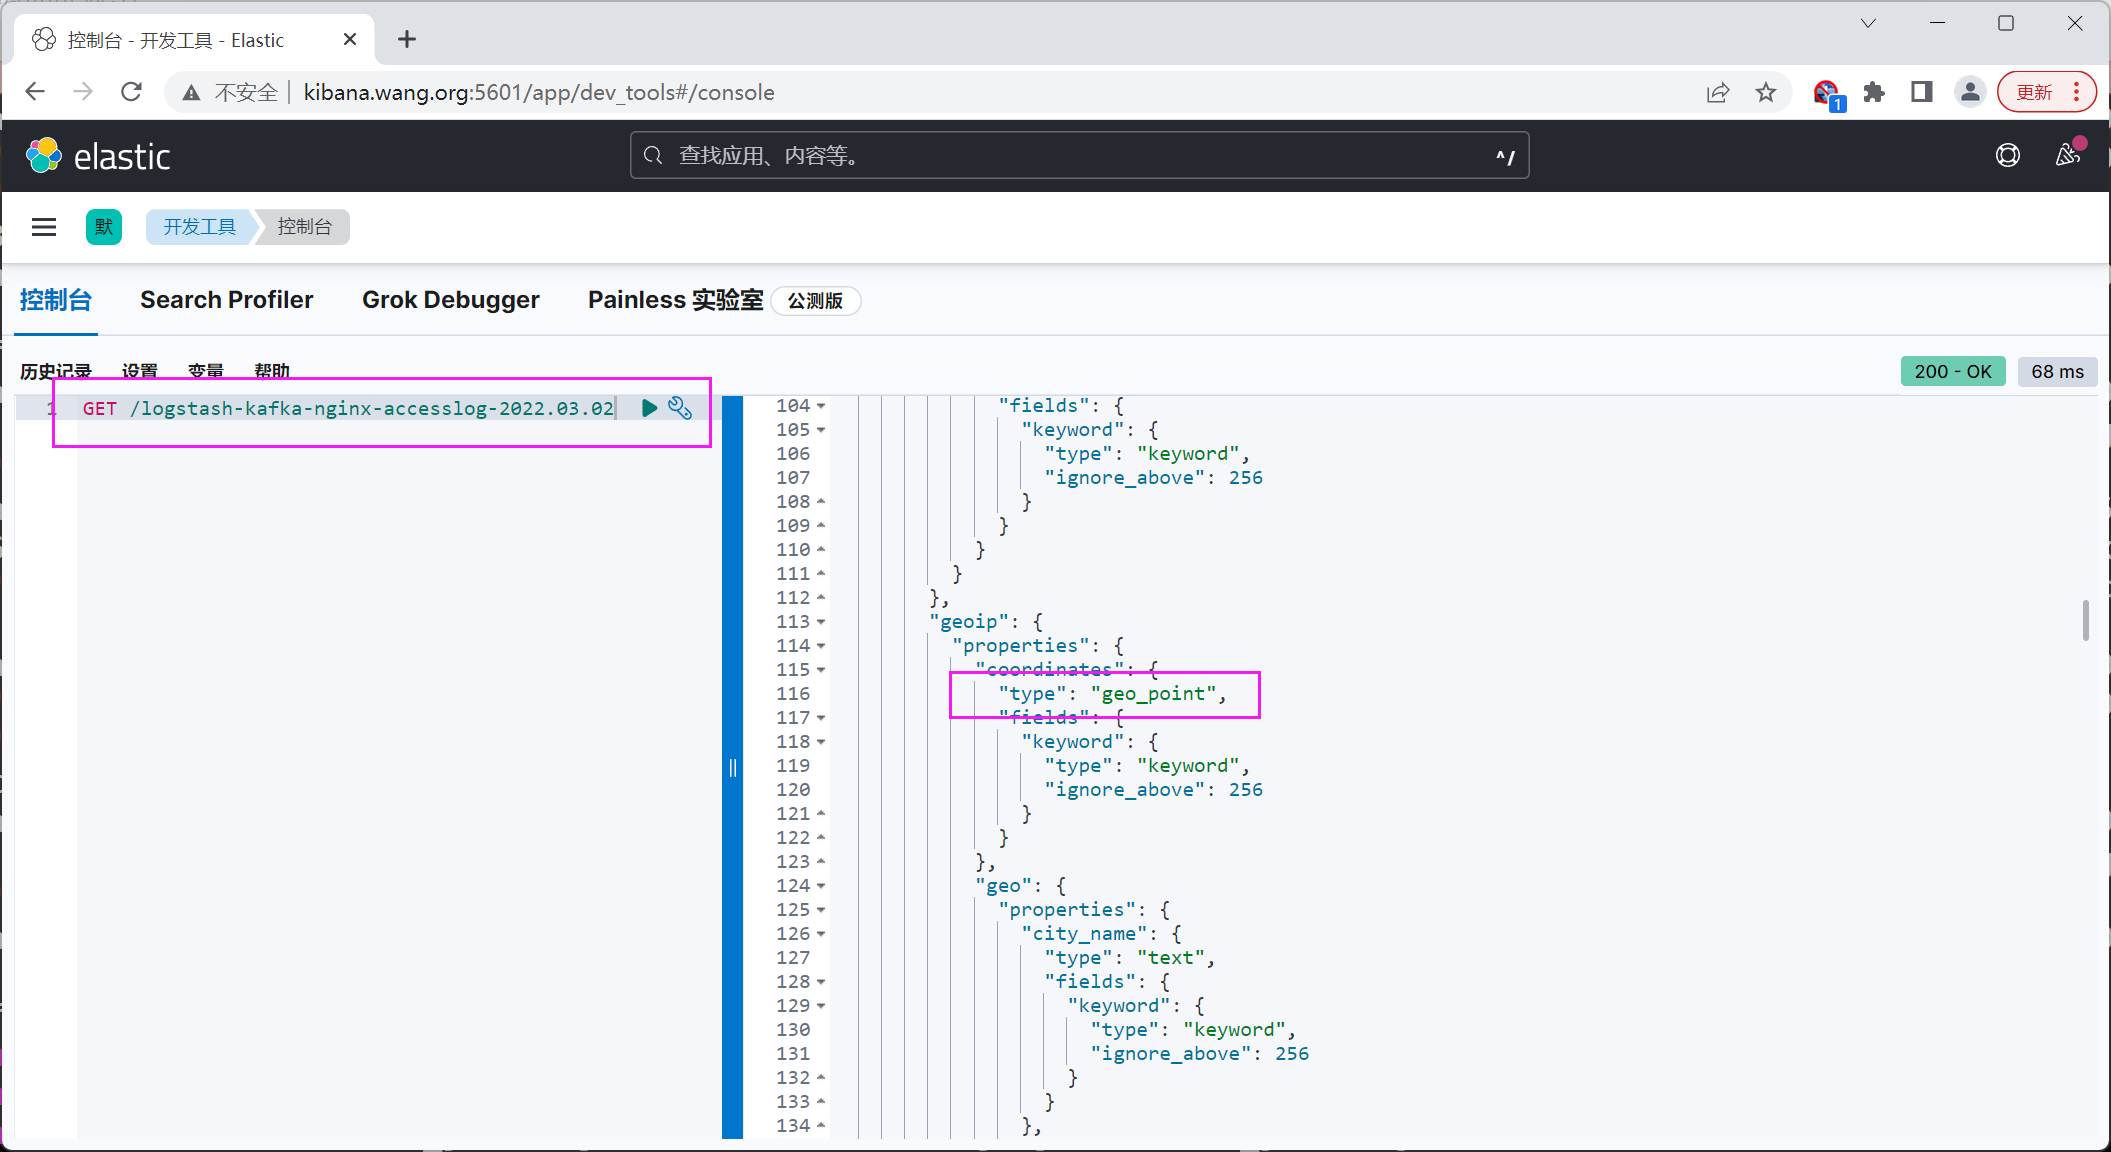 控制台 - 开发工具 - Elastic
不安全 kibana.wang.org:5601/app/dev_tools#/console
1
更新
elastic
查找应用、内容等。
^/
默 开发工具 控制台
控制台 Search Profiler Grok Debugger Painless 实验室 公测版
历史记录 设置 变量 帮助
200 - OK 68 ms
1 GET /logstash-kafka-nginx-accesslog-2022.03.02
104 "fields": {
105 "keyword": {
106 "type": "keyword",
107 "ignore_above": 256
108 }
109 }
110 }
111 }
112 },
113 "geoip": {
114 "properties": {
115 "coordinates": {
116 "type": "geo_point",
117 "fields": {
118 "keyword": {
119 "type": "keyword",
120 "ignore_above": 256
121 }
122 }
123 },
124 "geo": {
125 "properties": {
126 "city_name": {
127 "type": "text",
128 "fields": {
129 "keyword": {
130 "type": "keyword",
131 "ignore_above": 256
132 }
133 }
134 },